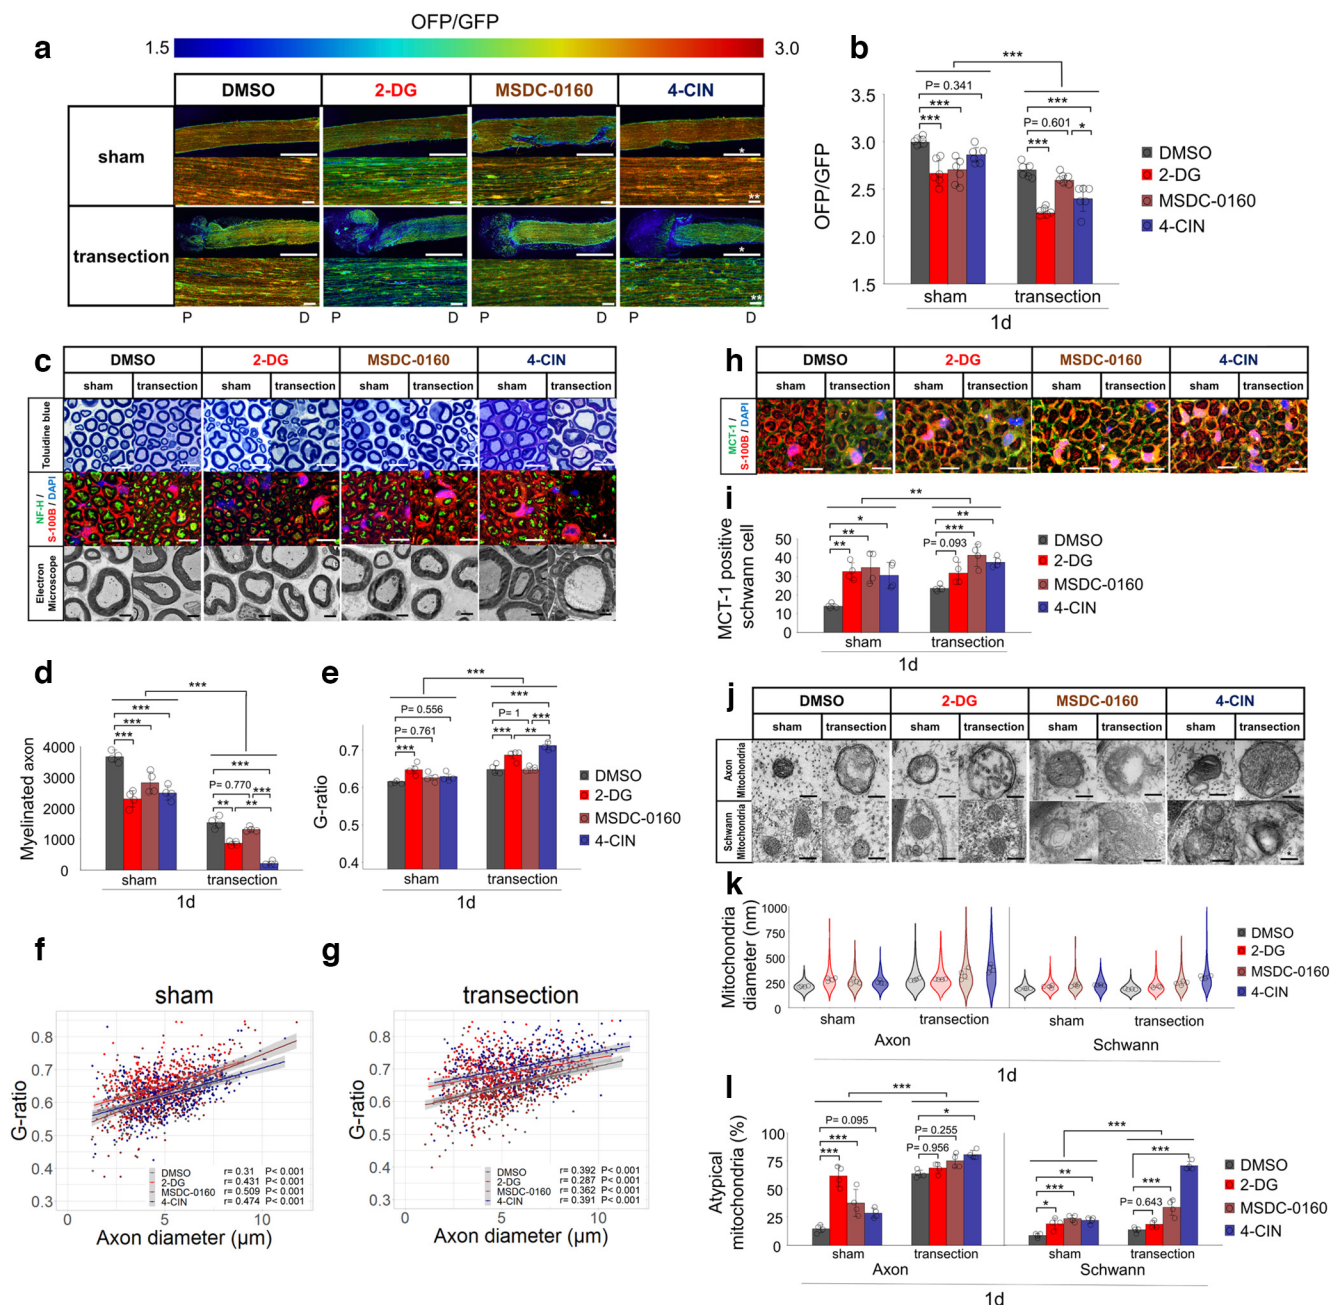 a
OFP/GFP
1.5
3.0
DMSO
2-DG
MSDC-0160
4-CIN
sham
*
**
transection
*
**
P
D
P
D
P
D
P
D
b
***
P= 0.341
***
***
***
P= 0.601
*
***
3.5
3.0
2.5
2.0
1.5
OFP/GFP
sham
transection
1d
DMSO
2-DG
MSDC-0160
4-CIN
c
DMSO
2-DG
MSDC-0160
4-CIN
sham
transection
sham
transection
sham
transection
sham
transection
Toluidine blue
NF-H /
S-100B / DAPI
Electron
Microscope
d
***
***
***
***
***
P= 0.770
***
**
**
4000
3000
2000
1000
0
Myelinated axon
sham
transection
1d
e
***
P= 0.556
P= 0.761
***
***
P= 1
***
***
**
0.7
0.6
0.5
0.4
G-ratio
sham
transection
1d
DMSO
2-DG
MSDC-0160
4-CIN
f
sham
0.8
0.7
0.6
0.5
0.4
0.3
G-ratio
DMSO r= 0.31 P< 0.001
2-DG r= 0.431 P< 0.001
MSDC-0160 r= 0.509 P< 0.001
4-CIN r= 0.474 P< 0.001
0
5
10
Axon diameter (μm)
g
transection
0.8
0.7
0.6
0.5
0.4
0.3
G-ratio
DMSO r= 0.392 P< 0.001
2-DG r= 0.287 P< 0.001
MSDC-0160 r= 0.362 P< 0.001
4-CIN r= 0.391 P< 0.001
0
5
10
Axon diameter (μm)
h
DMSO
2-DG
MSDC-0160
4-CIN
sham
transection
sham
transection
sham
transection
sham
transection
MCT-1 /
S-100B / DAPI
i
**
*
**
**
**
***
P= 0.093
50
40
30
20
10
0
MCT-1 positive
schwann cell
sham
transection
1d
DMSO
2-DG
MSDC-0160
4-CIN
j
DMSO
2-DG
MSDC-0160
4-CIN
sham
transection
sham
transection
sham
transection
sham
transection
Axon
Mitochondria
Schwann
Mitochondria
*
k
1000
750
500
250
0
Mitochondria
diameter (nm)
sham
transection
sham
transection
Axon
Schwann
1d
DMSO
2-DG
MSDC-0160
4-CIN
l
***
P= 0.095
***
***
*
P= 0.255
P= 0.956
***
**
***
*
***
***
P= 0.643
100
75
50
25
0
Atypical
mitochondria (%)
sham
transection
sham
transection
Axon
Schwann
1d
DMSO
2-DG
MSDC-0160
4-CIN